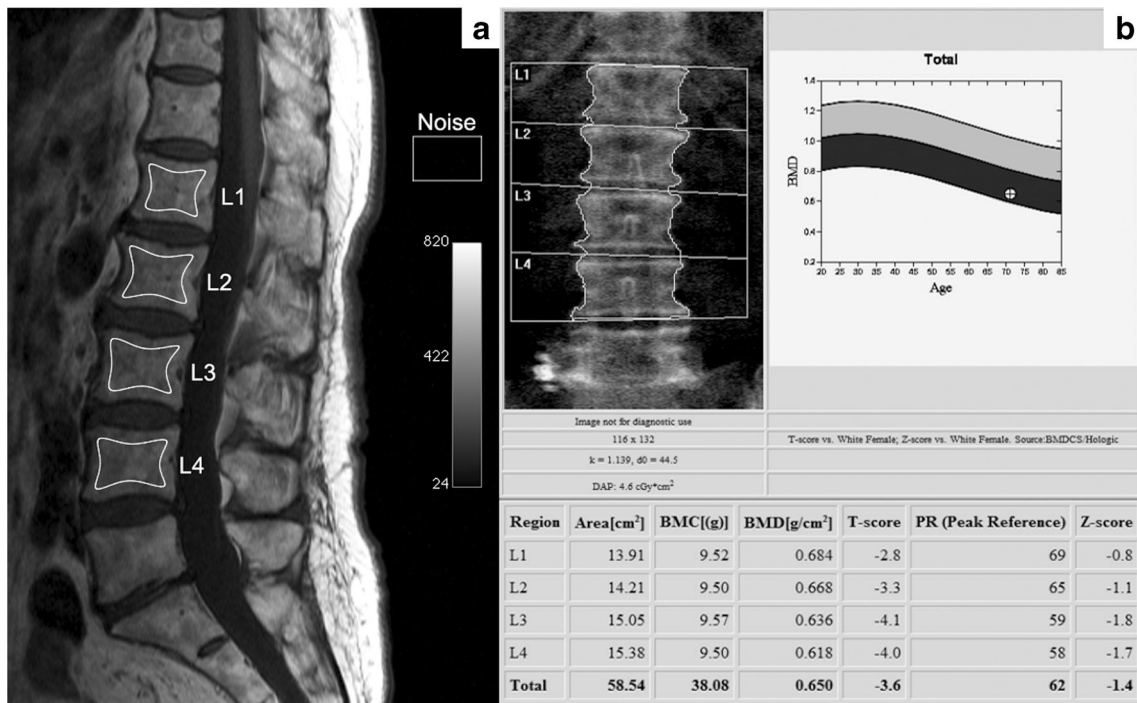 a
Noise
L1
L2
L3
L4
820
422
24
b
L1
L2
L3
L4
Total
1.4
1.2
1.0
0.8
0.6
0.4
0.2
BMD
20 25 30 35 40 45 50 55 60 65 70 75 80 85
Age
Image not for diagnostic use
116 x 132
T-score vs. White Female; Z-score vs. White Female. Source:BMDCS/Hologic
k = 1.139, d0 = 44.5
DAP: 4.6 cGy*cm²
Region Area[cm²] BMC[(g)] BMD[g/cm²] T-score PR (Peak Reference) Z-score
L1 13.91 9.52 0.684 -2.8 69 -0.8
L2 14.21 9.50 0.668 -3.3 65 -1.1
L3 15.05 9.57 0.636 -4.1 59 -1.8
L4 15.38 9.50 0.618 -4.0 58 -1.7
Total 58.54 38.08 0.650 -3.6 62 -1.4